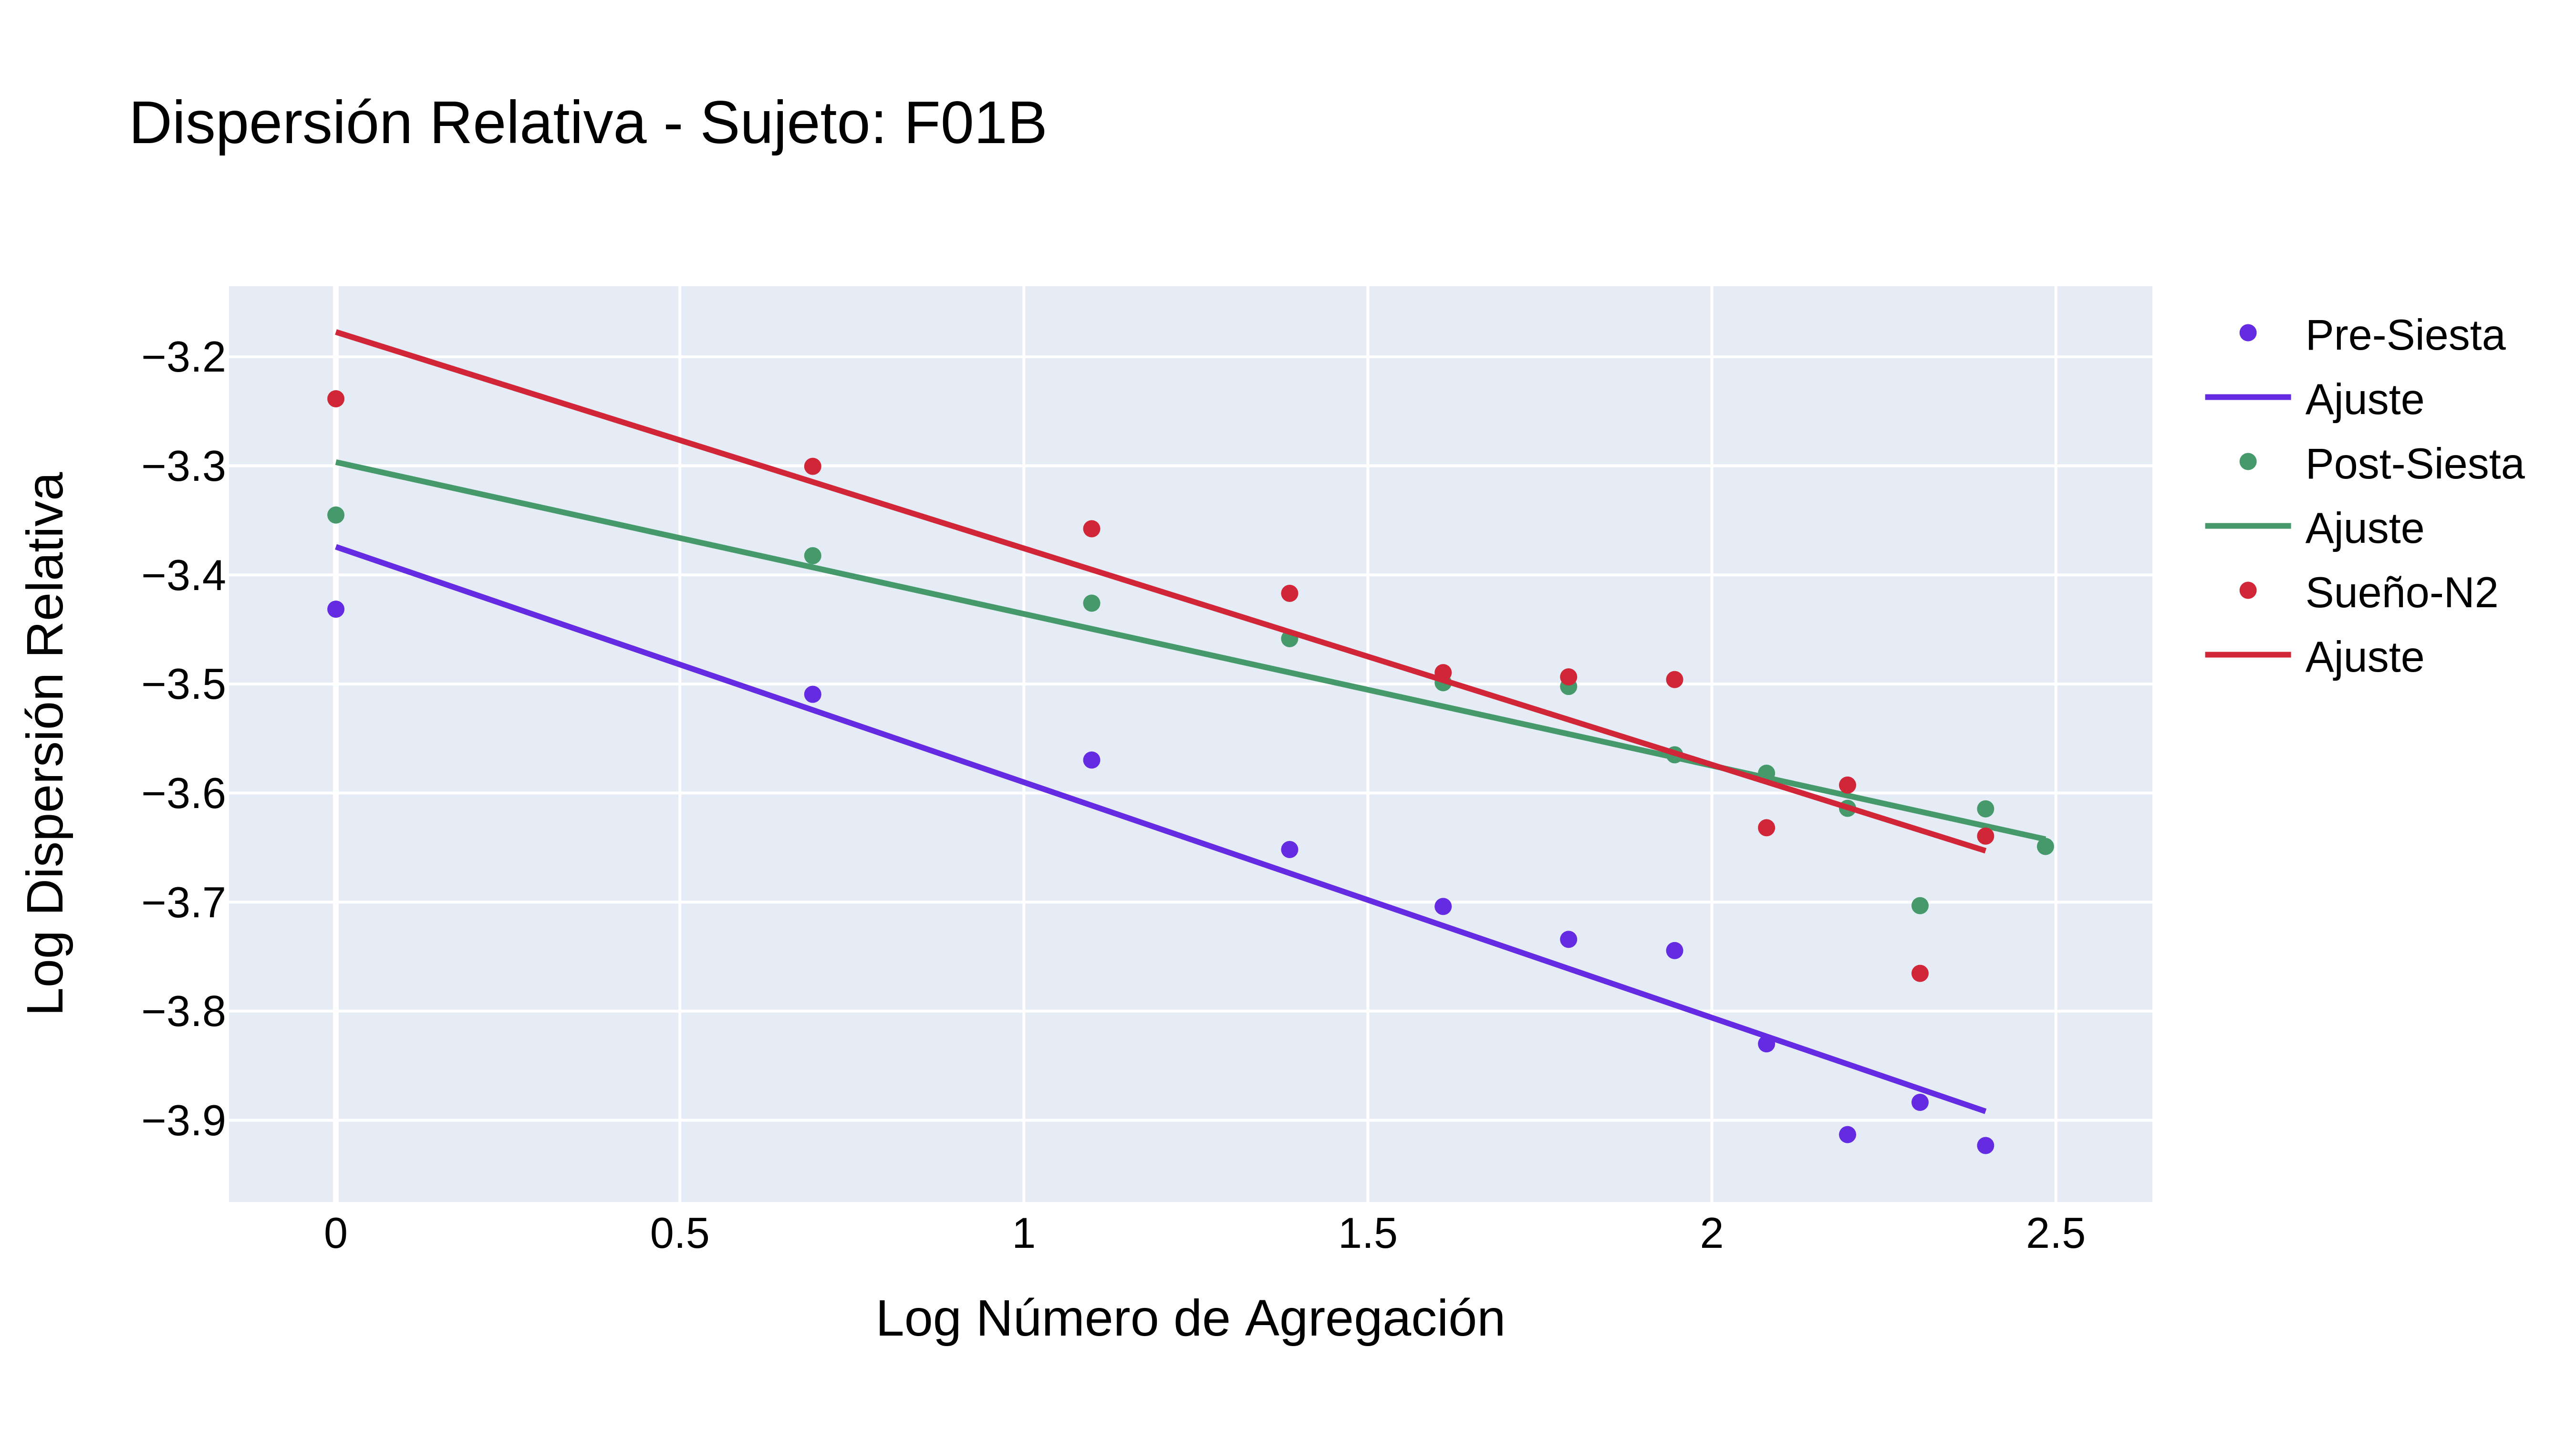 Dispersión Relativa - Sujeto: F01B
Log Dispersión Relativa
−3.2
−3.3
−3.4
−3.5
−3.6
−3.7
−3.8
−3.9
0 0.5 1 1.5 2 2.5
Log Número de Agregación
Pre-Siesta
Ajuste
Post-Siesta
Ajuste
Sueño-N2
Ajuste